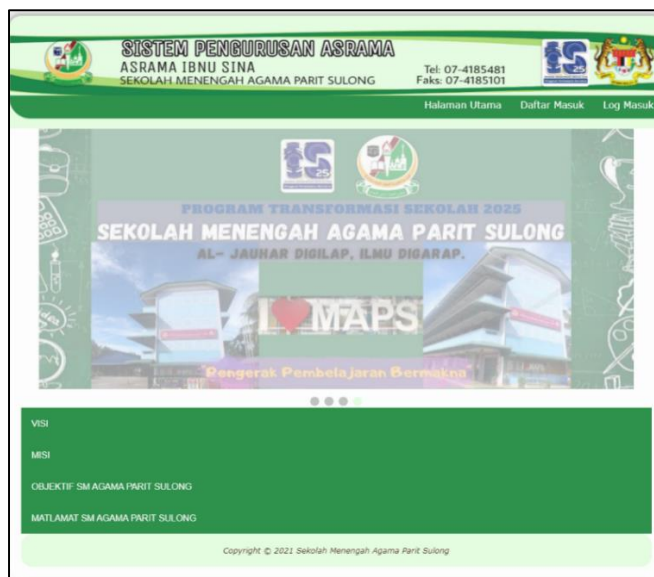 SISTEM PENGURUSAN ASRAMA
ASRAMA IBNU SINA
SEKOLAH MENENGAH AGAMA PARIT SULONG
Tel: 07-4185481
Faks: 07-4185101
Halaman Utama Daftar Masuk Log Masuk
PROGRAM TRANSFORMASI SEKOLAH 2025
SEKOLAH MENENGAH AGAMA PARIT SULONG
AL- JAUHAR DIGILAP, ILMU DIGARAP.
I MAPS
Pengerak Pembelajaran Bermakna
VISI
MISI
OBJEKTIF SM AGAMA PARIT SULONG
MATLAMAT SM AGAMA PARIT SULONG
Copyright © 2021 Sekolah Menengah Agama Parit Sulong